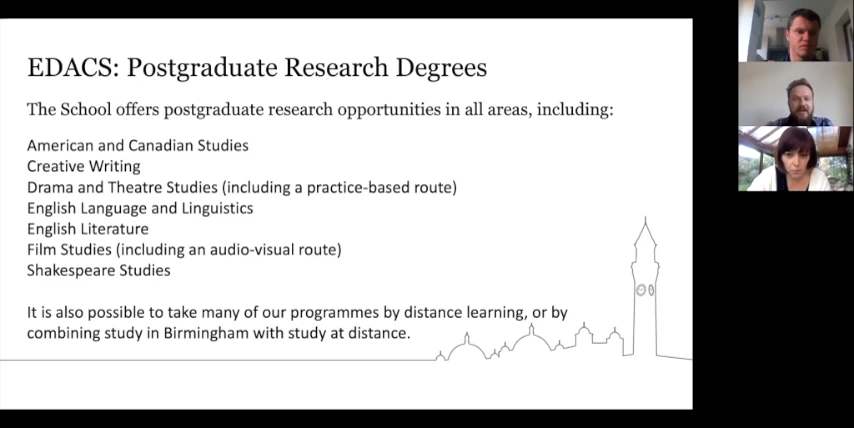 EDACS: Postgraduate Research Degrees
The School offers postgraduate research opportunities in all areas, including:
American and Canadian Studies
Creative Writing
Drama and Theatre Studies (including a practice-based route)
English Language and Linguistics
English Literature
Film Studies (including an audio-visual route)
Shakespeare Studies
It is also possible to take many of our programmes by distance learning, or by
combining study in Birmingham with study at distance.